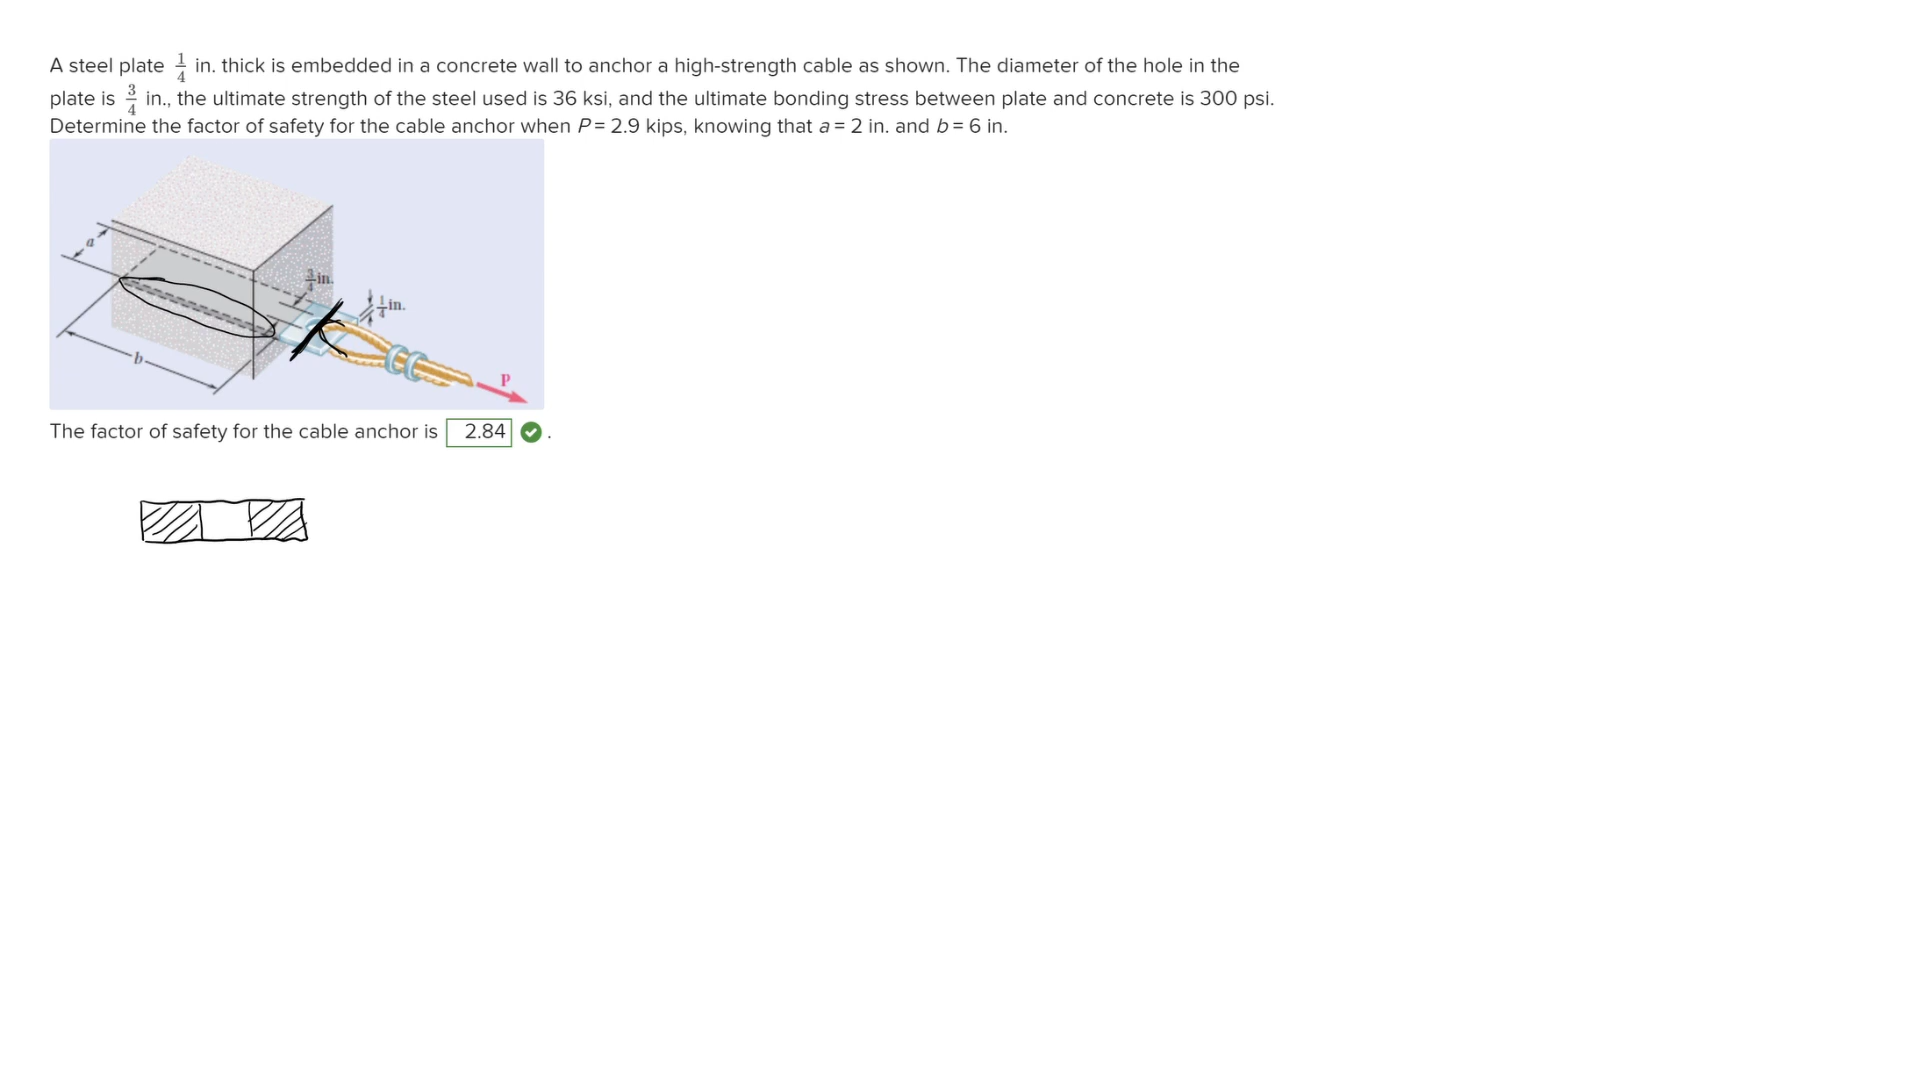 A steel plate 1/4 in. thick is embedded in a concrete wall to anchor a high-strength cable as shown. The diameter of the hole in the
plate is 3/4 in., the ultimate strength of the steel used is 36 ksi, and the ultimate bonding stress between plate and concrete is 300 psi.
Determine the factor of safety for the cable anchor when P = 2.9 kips, knowing that a = 2 in. and b = 6 in.
a
3/4 in.
1/4 in.
b
P
The factor of safety for the cable anchor is 2.84 .